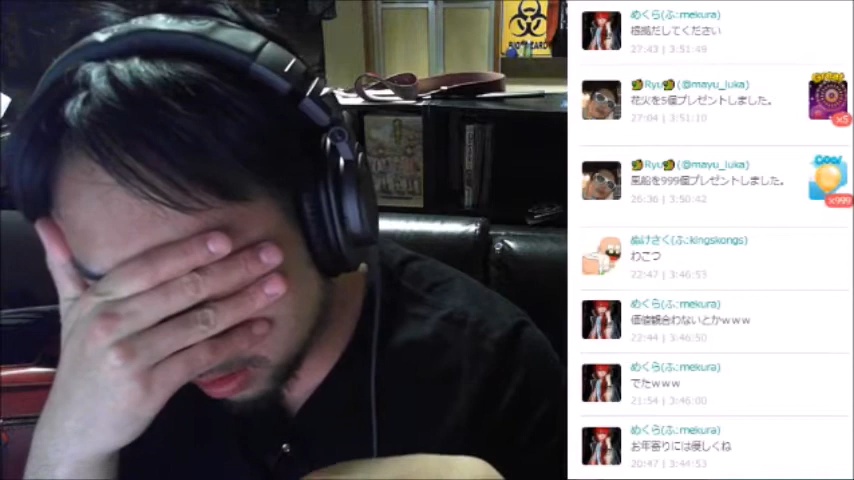 BIOHAZARD
めくら(ふ:mekura)
根拠だしてください
27:43 | 3:51:49
Ryu (@mayu_luka)
花火を5個プレゼントしました。
27:04 | 3:51:10
Great
×5
Ryu (@mayu_luka)
風船を999個プレゼントしました。
26:36 | 3:50:42
Cool
×999
ぬけさく(ふ:kingskongs)
わこつ
22:47 | 3:46:53
めくら(ふ:mekura)
価値観合わないとかwww
22:44 | 3:46:50
めくら(ふ:mekura)
でたwww
21:54 | 3:46:00
めくら(ふ:mekura)
お年寄りには優しくね
20:47 | 3:44:53